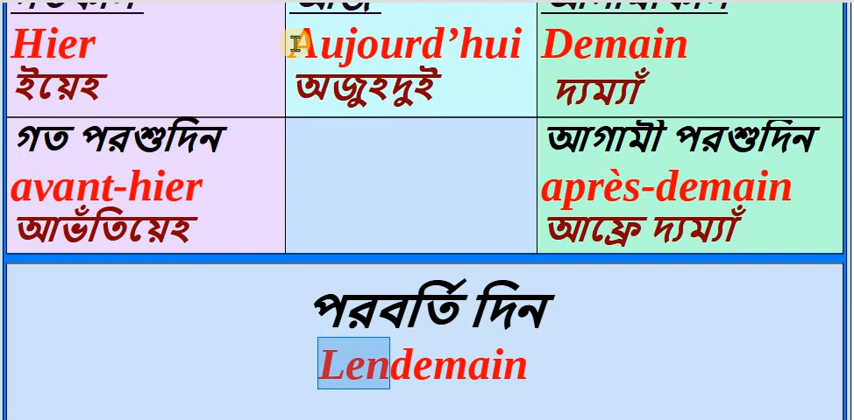 Hier
Aujourd’hui
Demain
ইয়েহ
অজুহদুই
দ্যম্যাঁ
গত পরশুদিন
আগামী পরশুদিন
avant-hier
après-demain
আভঁতিয়েহ
আফ্রে দ্যম্যাঁ
পরবর্তি দিন
Lendemain